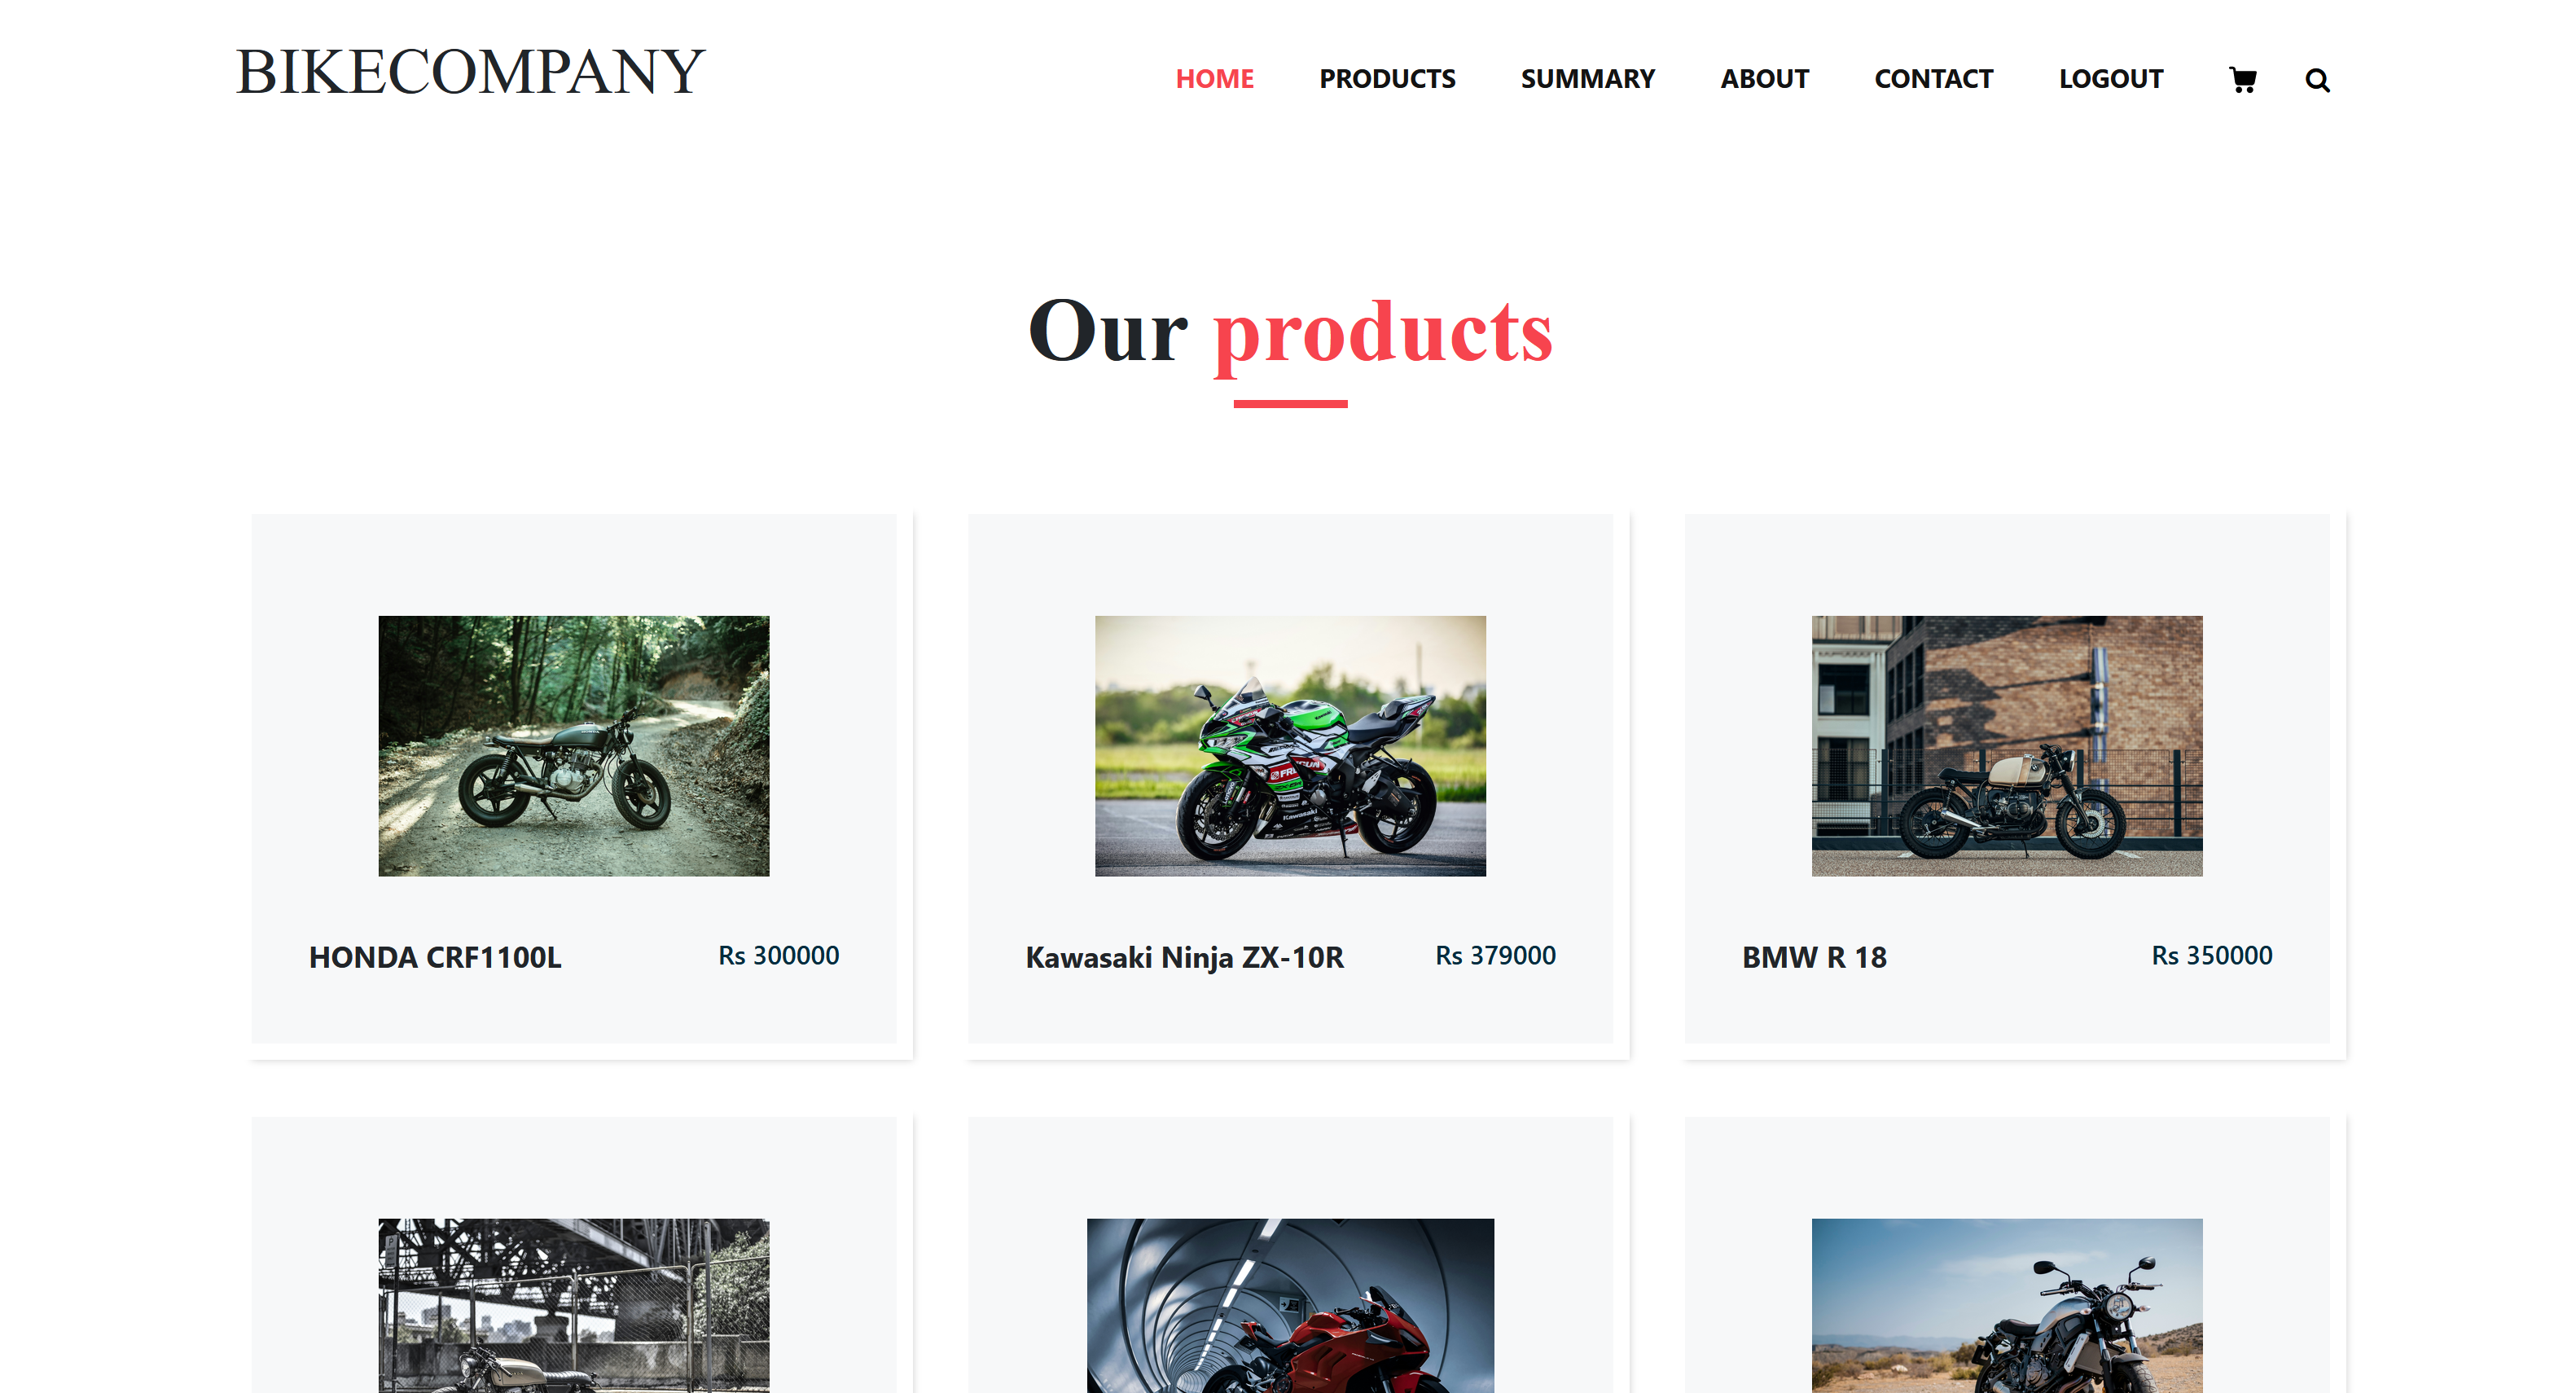 BIKECOMPANY
HOME PRODUCTS SUMMARY ABOUT CONTACT LOGOUT
Our products
HONDA CRF1100L Rs 300000
Kawasaki Ninja ZX-10R Rs 379000
BMW R 18 Rs 350000